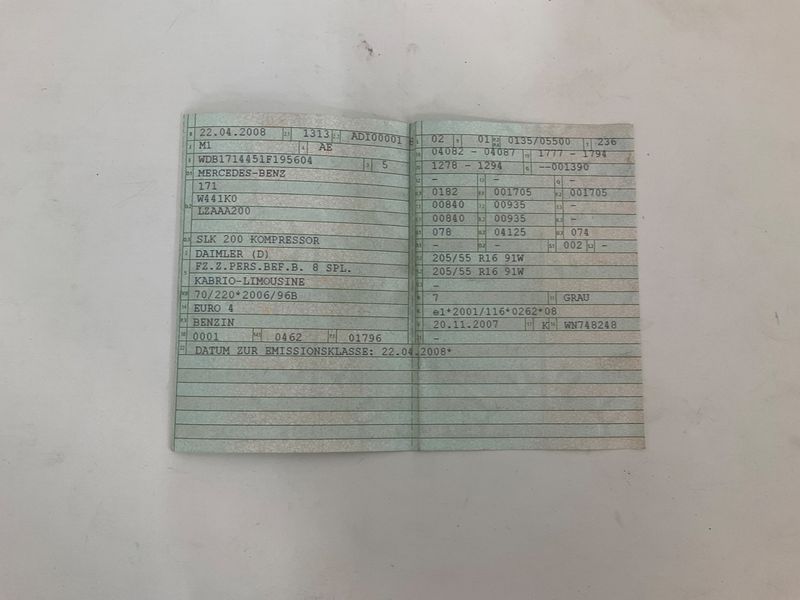 22.04.2008 1313 ADI00001
M1 AE
WDB1714451F195604 5
MERCEDES-BENZ
171
W441K0
LZAAA200
SLK 200 KOMPRESSOR
DAIMLER (D)
FZ.Z.PERS.BEF.B. 8 SPL.
KABRIO-LIMOUSINE
70/220*2006/96B
EURO 4
BENZIN
0001 0462 01796
DATUM ZUR EMISSIONSKLASSE: 22.04.2008*
02 01 0135/05500 236
04082 - 04087 1777 - 1794
1278 - 1294 --001390
- - -
0182 001705 001705
00840 00935 -
00840 00935 -
078 04125 074
- - 002 -
205/55 R16 91W
205/55 R16 91W
-
7 GRAU
e1*2001/116*0262*08
20.11.2007 K WN748248
-